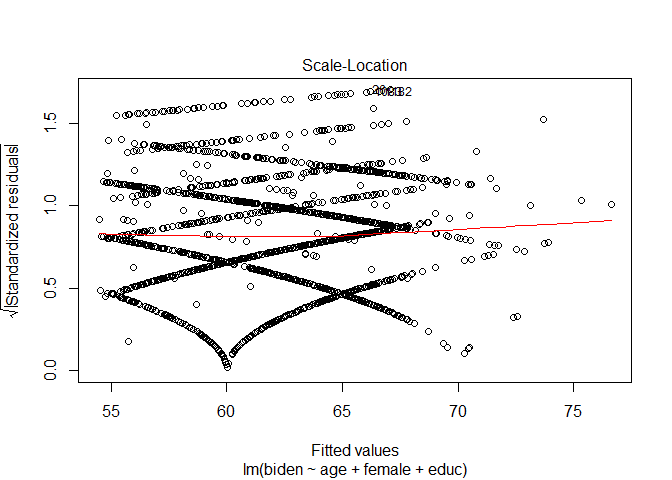 Scale-Location
√|Standardized residuals|
1.5
1.0
0.5
0.0
55
60
65
70
75
Fitted values
lm(biden ~ age + female + educ)